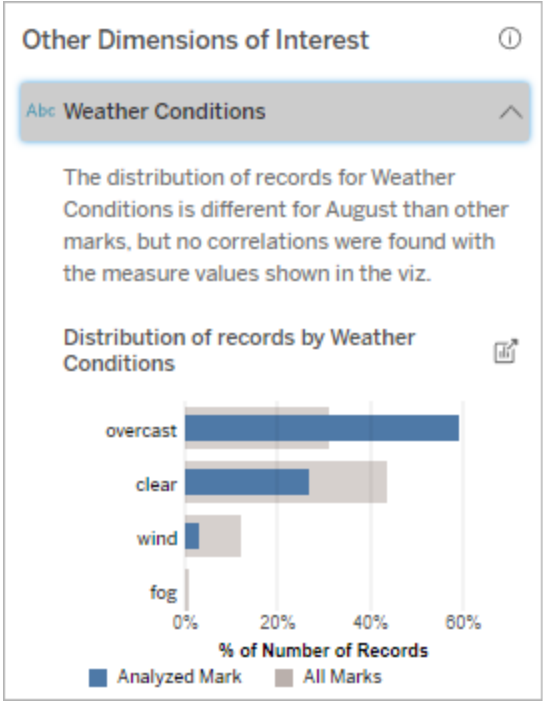 Other Dimensions of Interest
Abc Weather Conditions
The distribution of records for Weather
Conditions is different for August than other
marks, but no correlations were found with
the measure values shown in the viz.
Distribution of records by Weather
Conditions
overcast
clear
wind
fog
0% 20% 40% 60%
% of Number of Records
Analyzed Mark All Marks